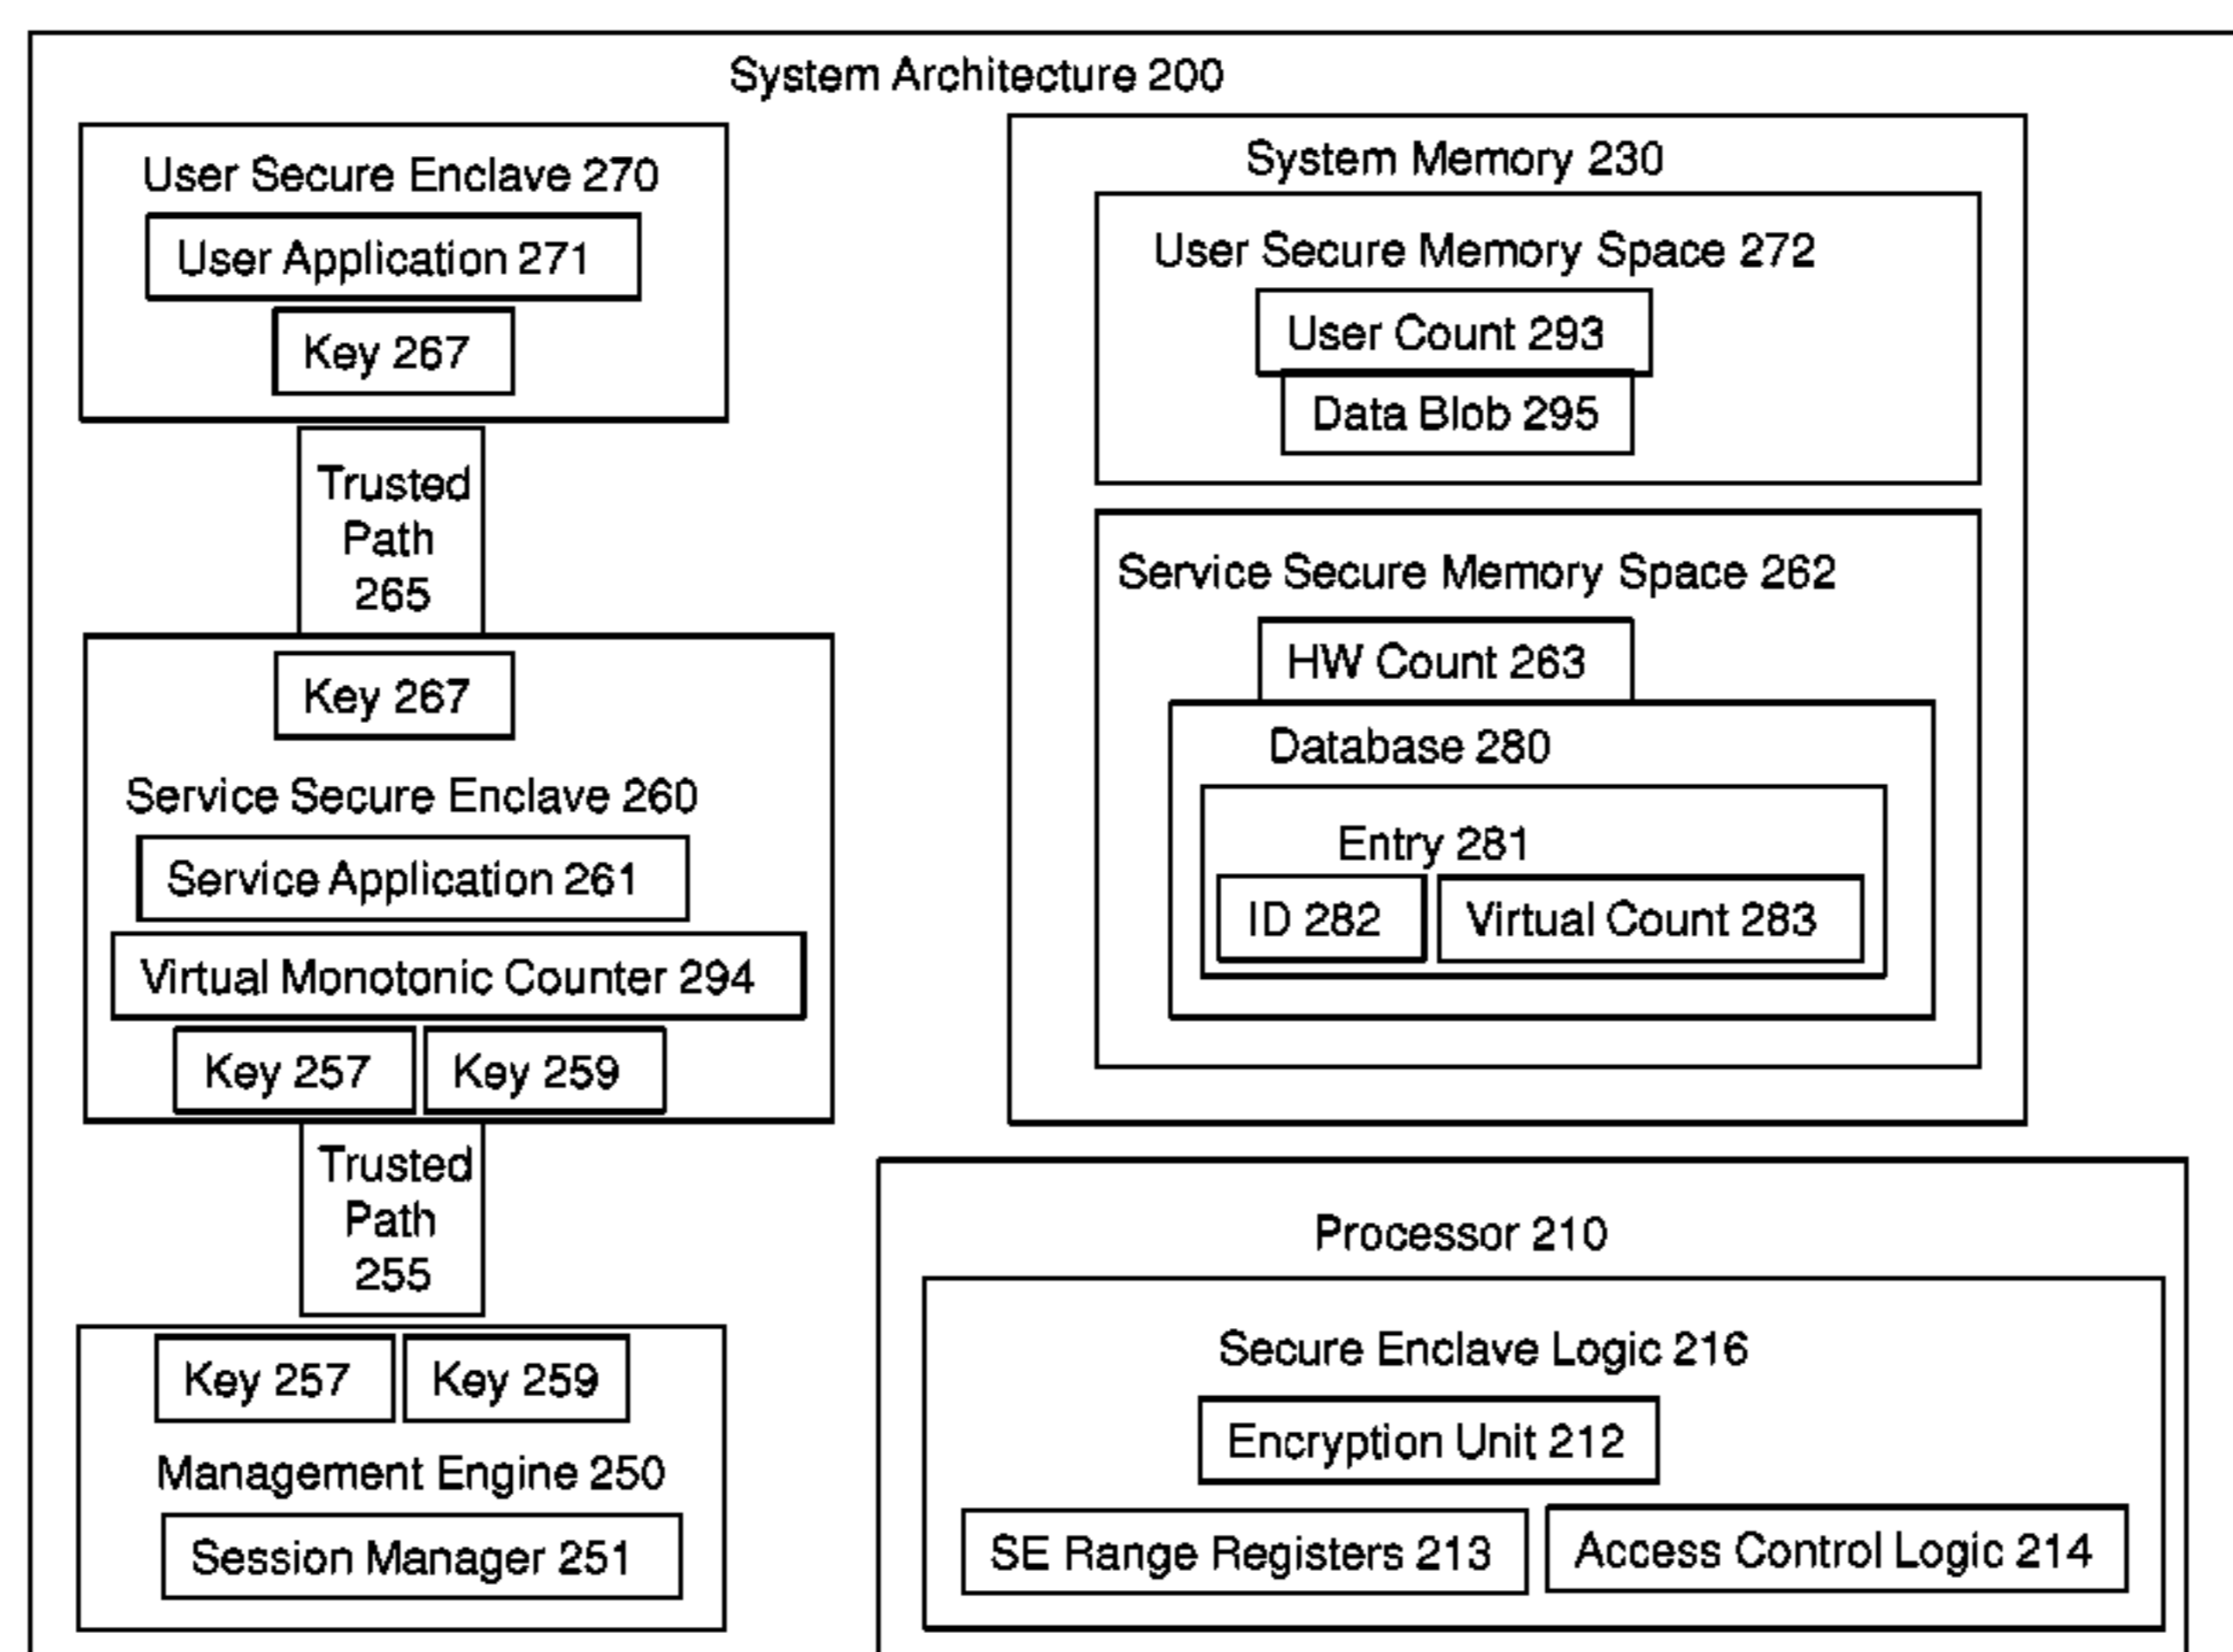 System Architecture 200
User Secure Enclave 270
User Application 271
Key 267
Trusted
Path
265
Key 267
Service Secure Enclave 260
Service Application 261
Virtual Monotonic Counter 294
Key 257
Key 259
Trusted
Path
255
Key 257
Key 259
Management Engine 250
Session Manager 251
System Memory 230
User Secure Memory Space 272
User Count 293
Data Blob 295
Service Secure Memory Space 262
HW Count 263
Database 280
Entry 281
ID 282
Virtual Count 283
Processor 210
Secure Enclave Logic 216
Encryption Unit 212
SE Range Registers 213
Access Control Logic 214